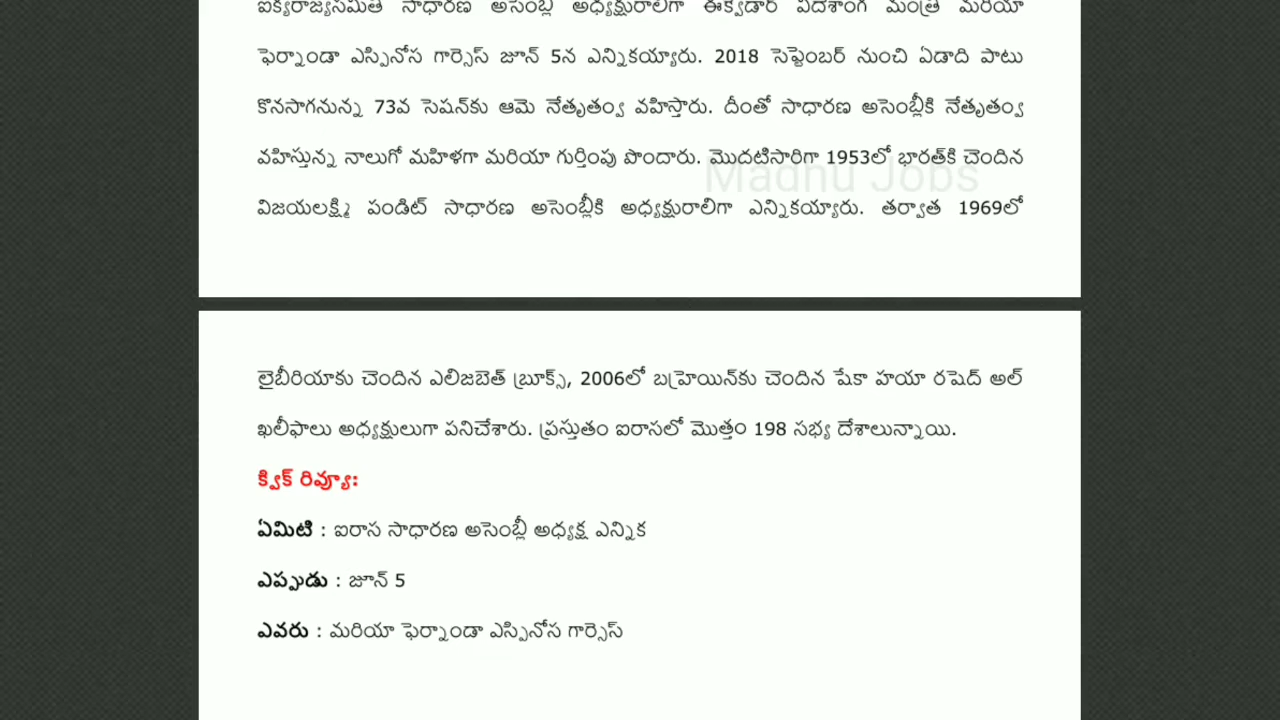 ఐక్యరాజ్యసమితి సాధారణ అసెంబ్లీ అధ్యక్షురాలిగా ఈక్వెడార్ విదేశాంగ మంత్రి మరియా
ఫెర్నాండా ఎస్పినోస గార్సెస్ జూన్ 5న ఎన్నికయ్యారు. 2018 సెప్టెంబర్ నుంచి ఏడాది పాటు
కొనసాగనున్న 73వ సెషన్‌కు ఆమె నేతృత్వం వహిస్తారు. దీంతో సాధారణ అసెంబ్లీకి నేతృత్వం
వహిస్తున్న నాలుగో మహిళగా మరియా గుర్తింపు పొందారు. మొదటిసారిగా 1953లో భారత్‌కి చెందిన
Madhu Jobs
విజయలక్ష్మి పండిట్ సాధారణ అసెంబ్లీకి అధ్యక్షురాలిగా ఎన్నికయ్యారు. తర్వాత 1969లో
లైబీరియాకు చెందిన ఎలిజబెత్ బ్రూక్స్, 2006లో బహ్రెయిన్‌కు చెందిన షేకా హయా రషెద్ అల్
ఖలీఫాలు అధ్యక్షులుగా పనిచేశారు. ప్రస్తుతం ఐరాసలో మొత్తం 198 సభ్య దేశాలున్నాయి.
క్విక్ రివ్యూ:
ఏమిటి : ఐరాస సాధారణ అసెంబ్లీ అధ్యక్ష ఎన్నిక
ఎప్పుడు : జూన్ 5
ఎవరు : మరియా ఫెర్నాండా ఎస్పినోస గార్సెస్